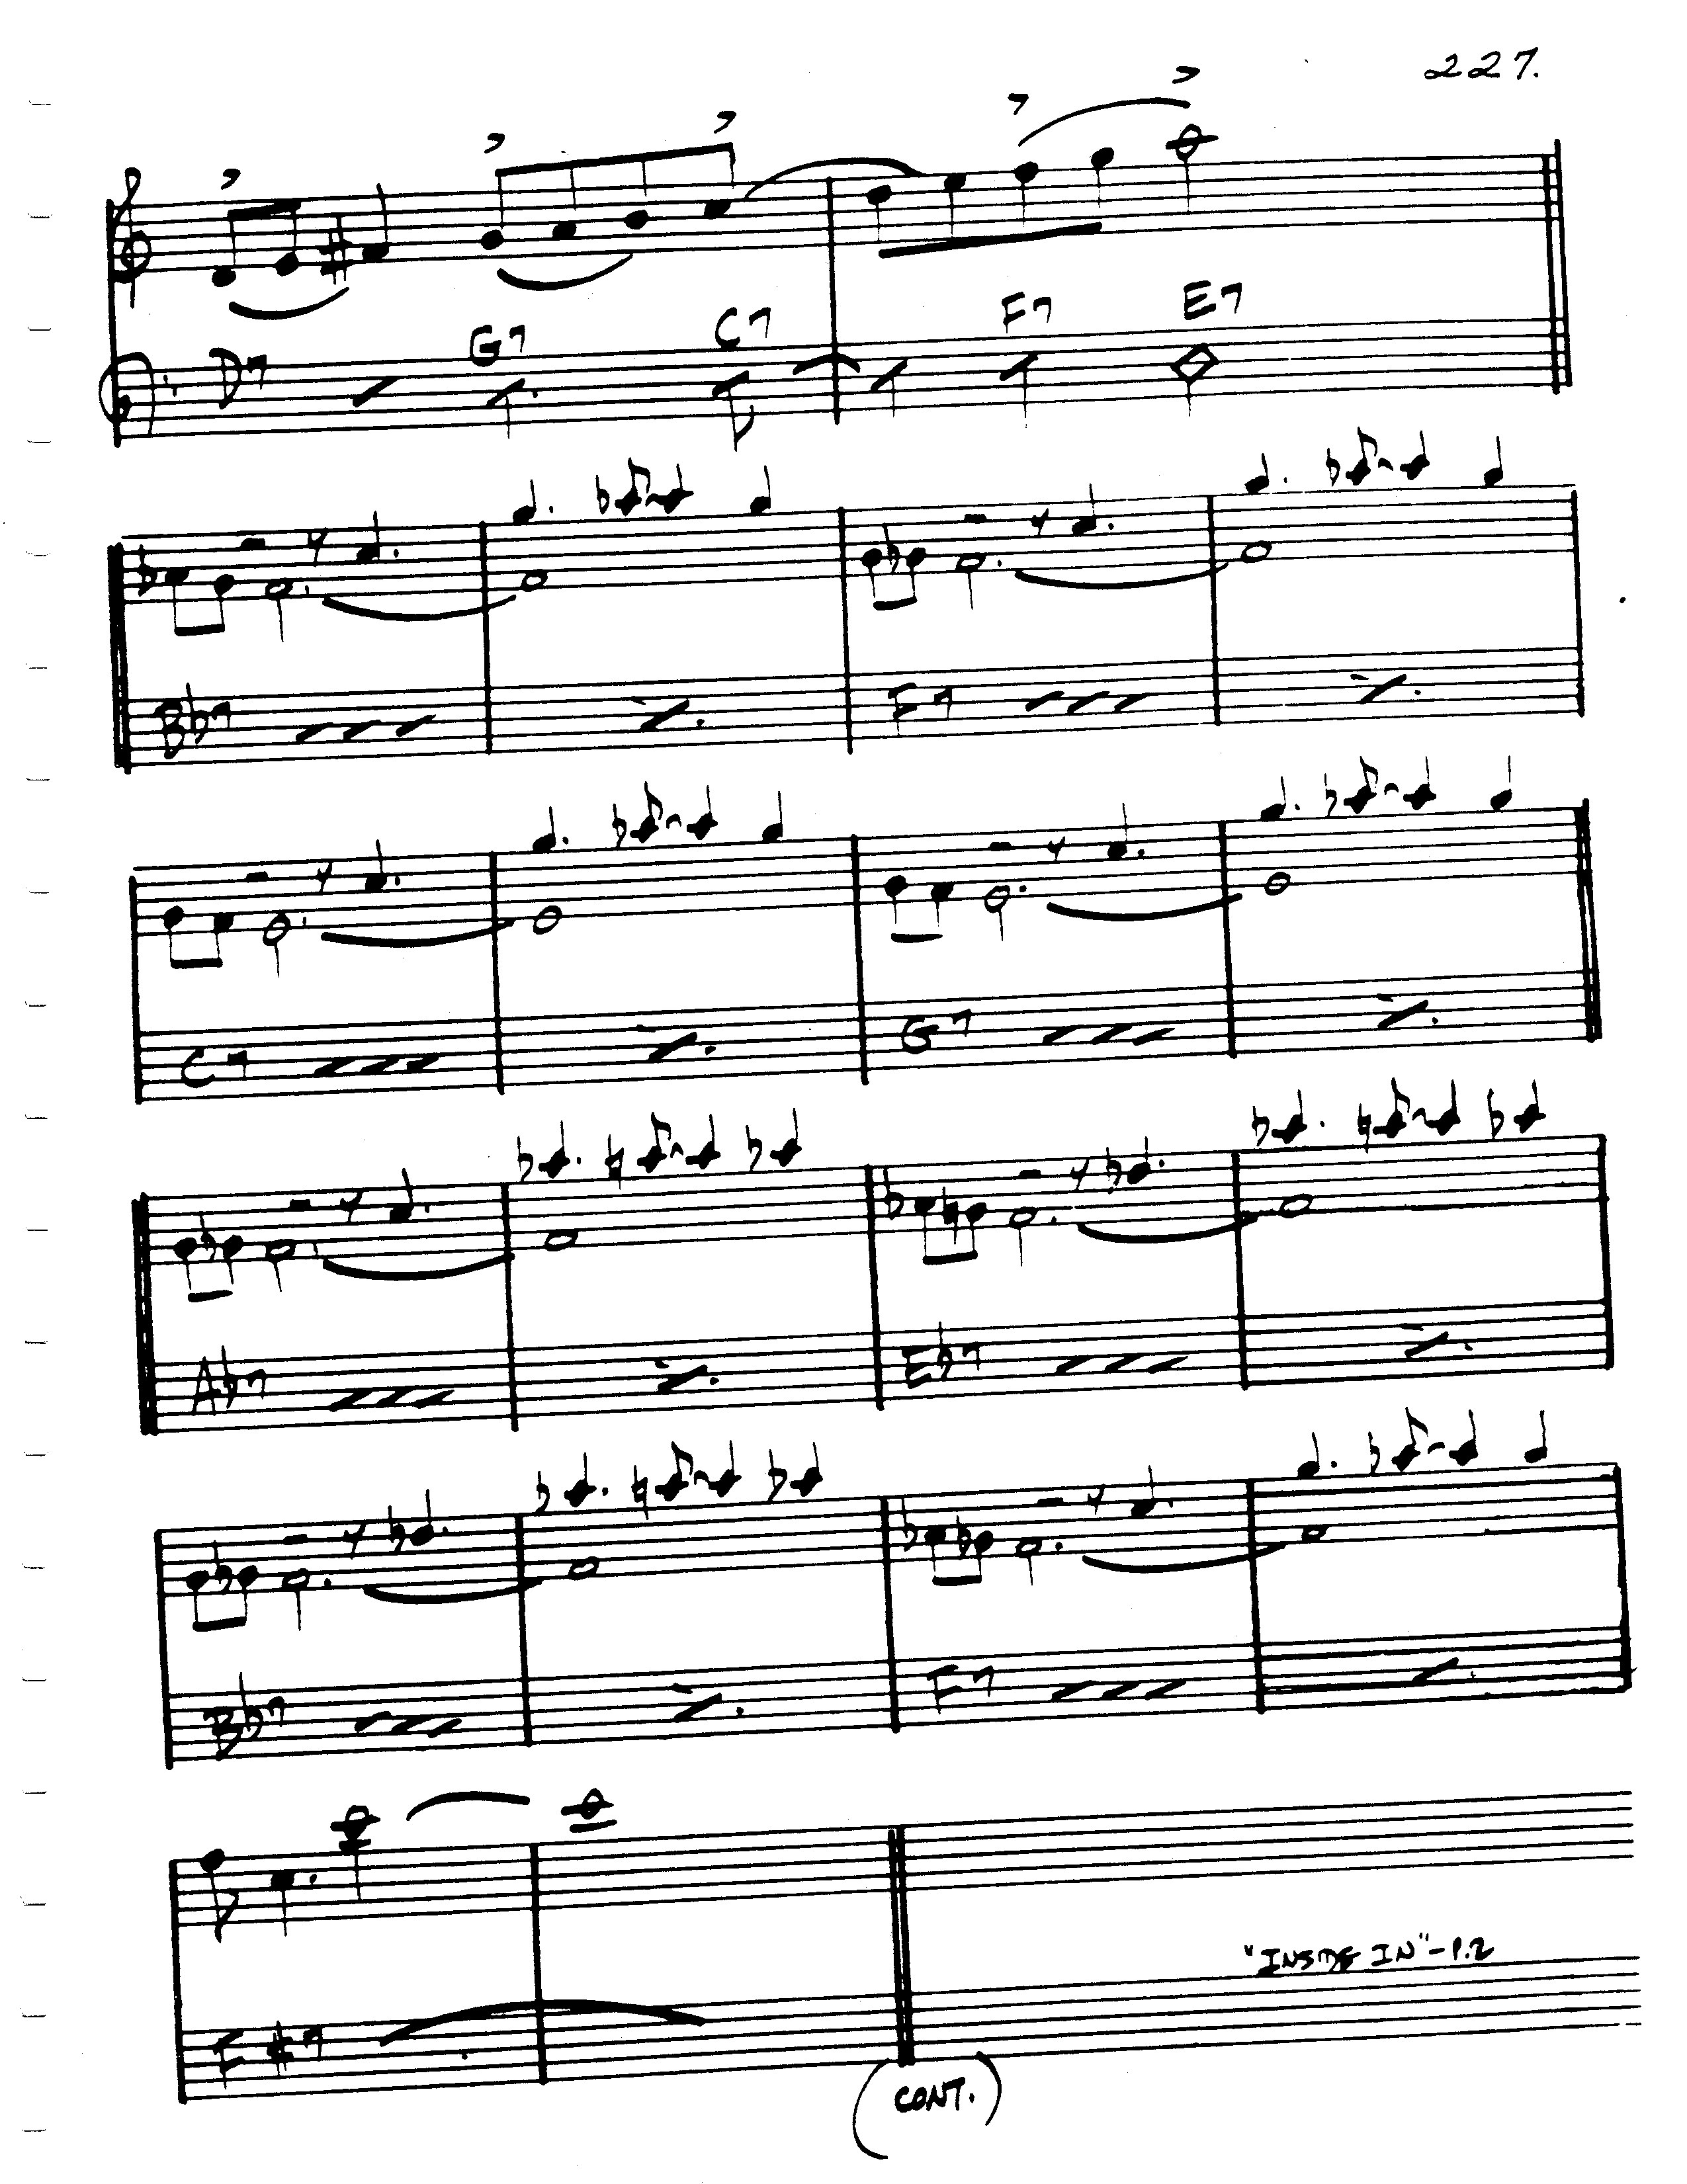 227.
D7 G7 C7 F7 E7
B♭7 F7
C7 G7
A♭7 E♭7
B♭7 F7
"INSIDE IN" - P.2
F#7
(CONT.)